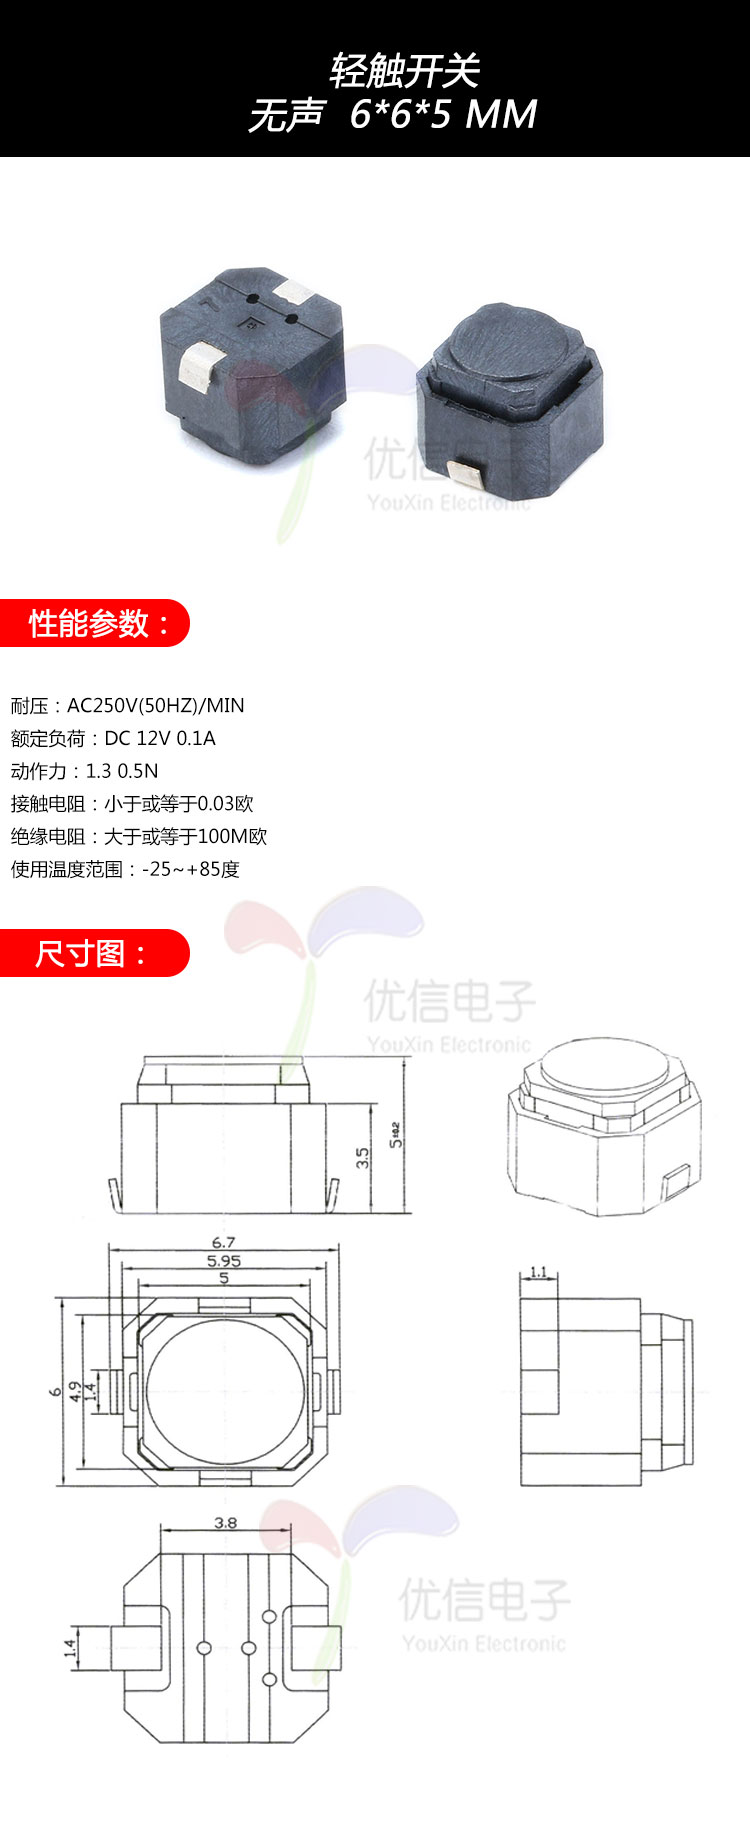 轻触开关
无声 6*6*5 MM
优信电子
YouXin Electronic
性能参数：
耐压：AC250V(50HZ)/MIN
额定负荷：DC 12V 0.1A
动作力：1.3 0.5N
接触电阻：小于或等于0.03欧
绝缘电阻：大于或等于100M欧
使用温度范围：-25~+85度
尺寸图：
优信电子
YouXin Electronic
3.5
5±0.2
6.7
5.95
5
1.1
6
4.9
1.4
3.8
1.4
优信电子
YouXin Electronic